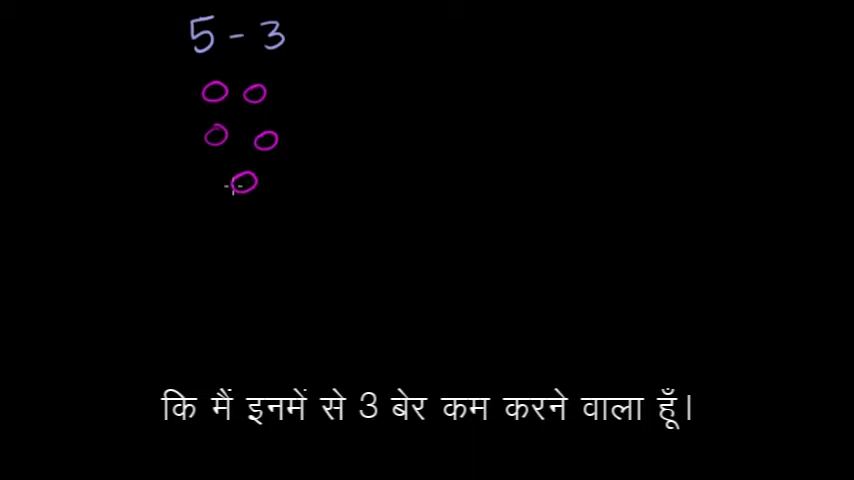 5 - 3
कि मैं इनमें से 3 बेर कम करने वाला हूँ।